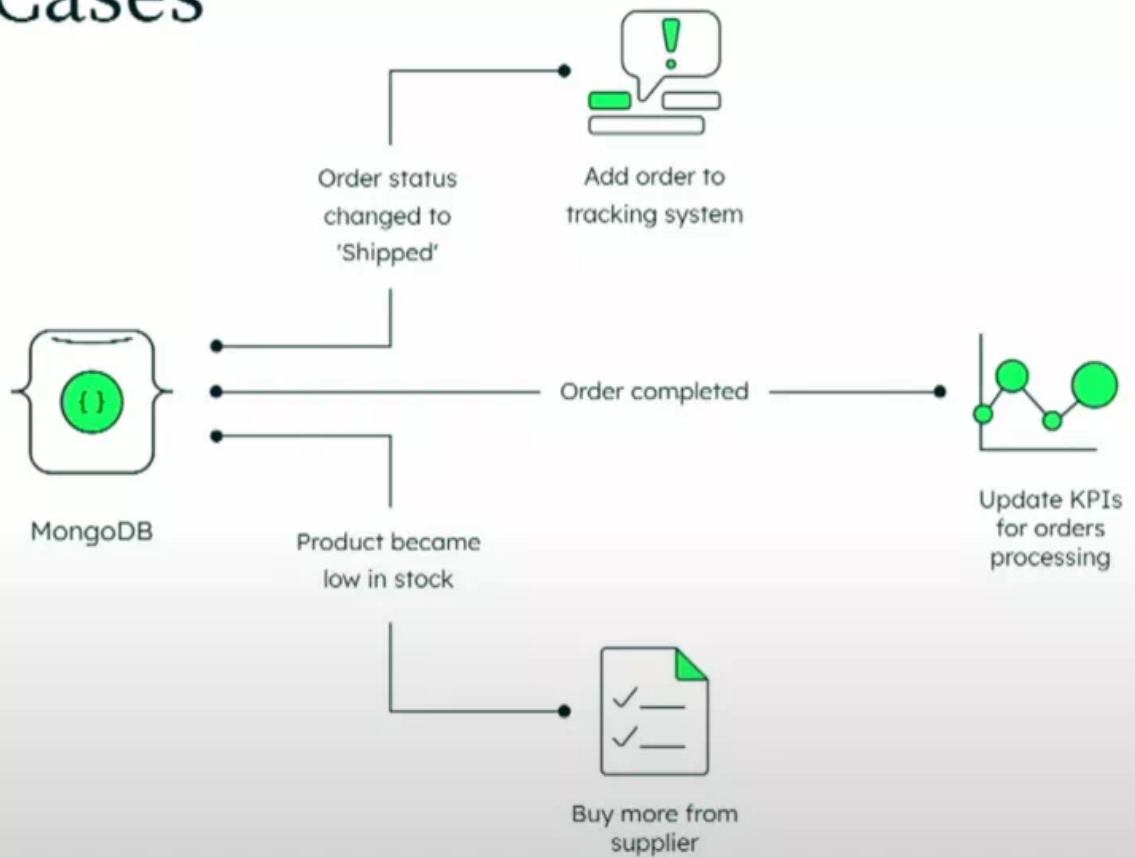 Cases
Order status
changed to
'Shipped'
Add order to
tracking system
{ }
MongoDB
Order completed
Update KPIs
for orders
processing
Product became
low in stock
Buy more from
supplier